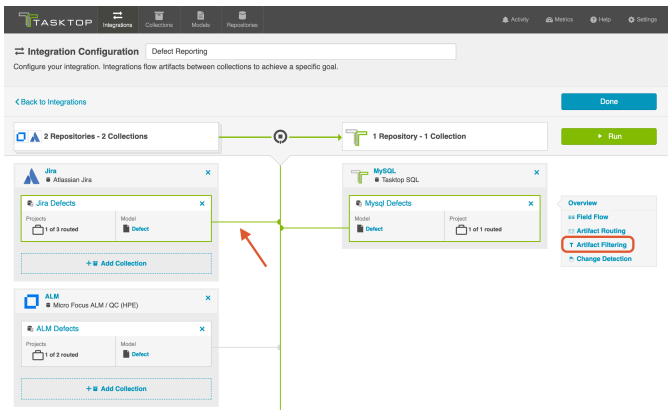 TASKTOP
Integrations
Collections
Models
Repositories
Activity
Metrics
Help
Settings
Integration Configuration
Defect Reporting
Configure your integration. Integrations flow artifacts between collections to achieve a specific goal.
Back to Integrations
Done
2 Repositories - 2 Collections
1 Repository - 1 Collection
Run
Jira
Atlassian Jira
MySQL
Tasktop SQL
Jira Defects
Projects
1 of 3 routed
Model
Defect
Mysql Defects
Model
Defect
Project
1 of 1 routed
Overview
Field Flow
Artifact Routing
Artifact Filtering
Change Detection
+ Add Collection
ALM
Micro Focus ALM / QC (HPE)
ALM Defects
Projects
1 of 2 routed
Model
Defect
+ Add Collection